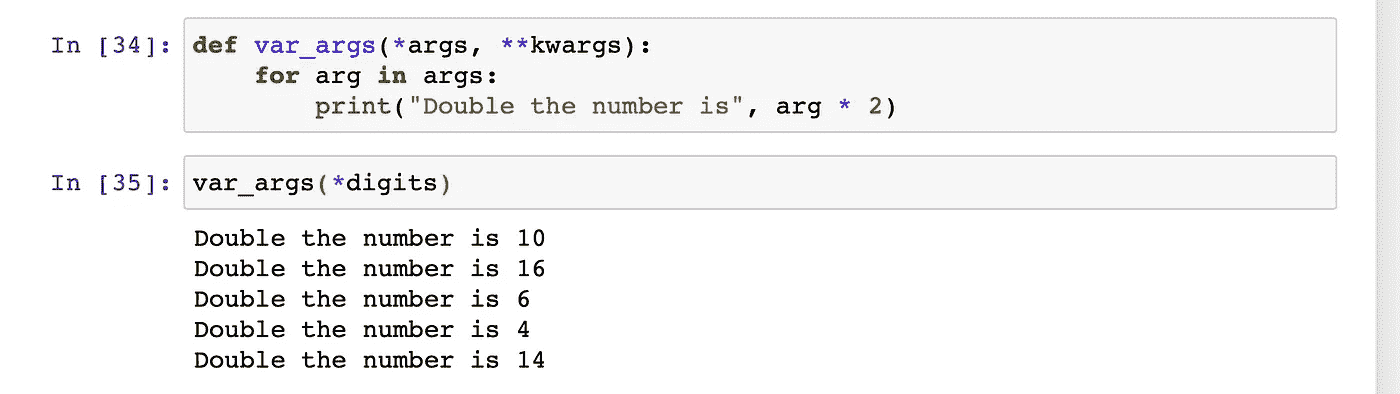 In [34]: def var_args(*args, **kwargs):
    for arg in args:
        print("Double the number is", arg * 2)
In [35]: var_args(*digits)
Double the number is 10
Double the number is 16
Double the number is 6
Double the number is 4
Double the number is 14